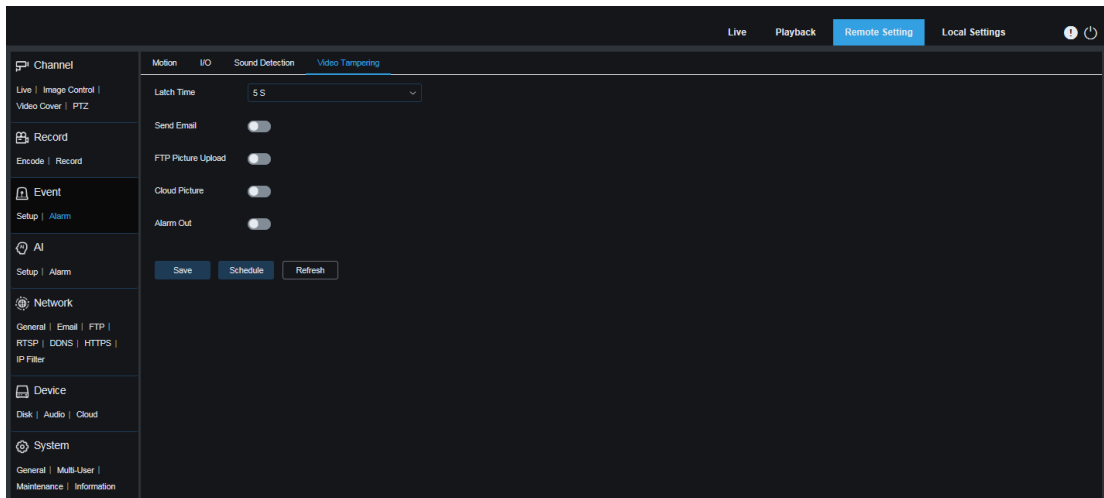 Live Playback Remote Setting Local Settings
Channel
Live | Image Control |
Video Cover | PTZ
Record
Encode | Record
Event
Setup | Alarm
AI
Setup | Alarm
Network
General | Email | FTP |
RTSP | DDNS | HTTPS |
IP Filter
Device
Disk | Audio | Cloud
System
General | Multi-User |
Maintenance | Information
Motion I/O Sound Detection Video Tampering
Latch Time 5 S
Send Email
FTP Picture Upload
Cloud Picture
Alarm Out
Save Schedule Refresh